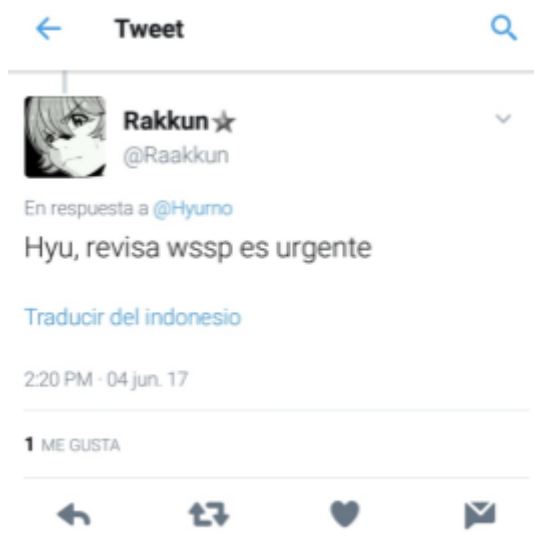 Tweet
Rakkun
@Raakkun
En respuesta a @Hyurno
Hyu, revisa wssp es urgente
Traducir del indonesio
2:20 PM · 04 jun. 17
1 ME GUSTA